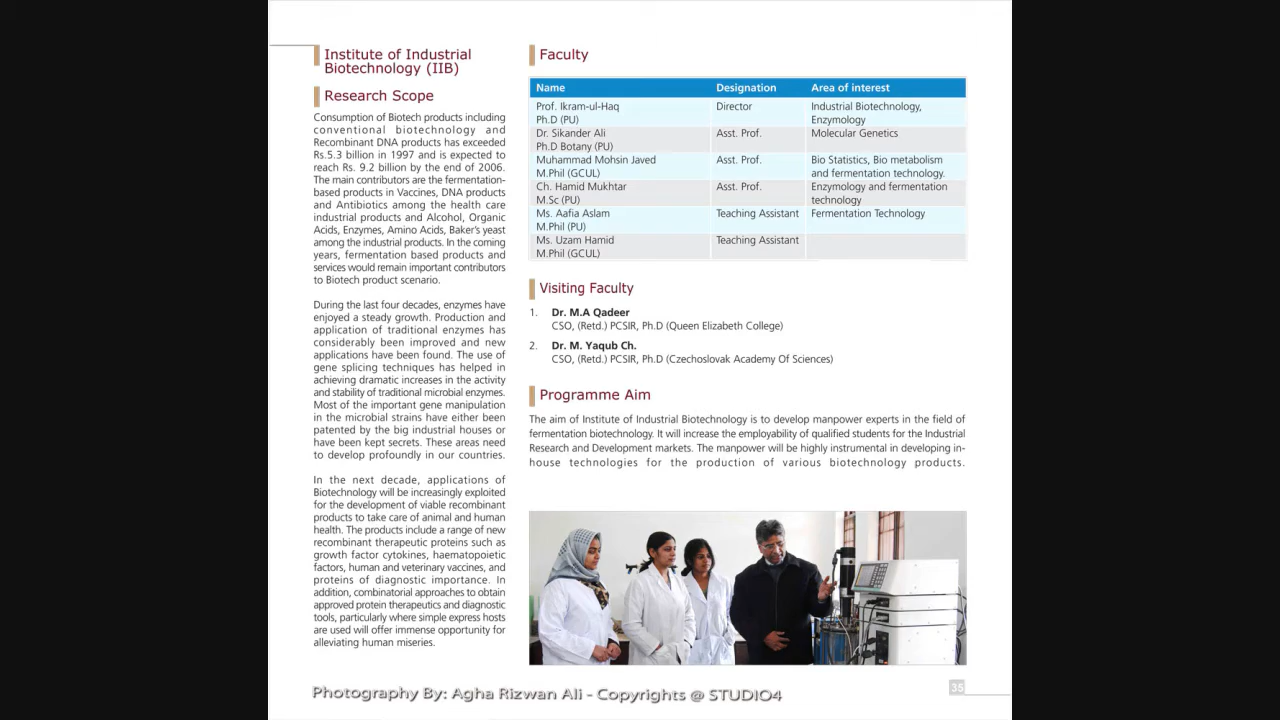 Institute of Industrial
Biotechnology (IIB)
Research Scope
Consumption of Biotech products including
conventional biotechnology and
Recombinant DNA products has exceeded
Rs.5.3 billion in 1997 and is expected to
reach Rs. 9.2 billion by the end of 2006.
The main contributors are the fermentation-
based products in Vaccines, DNA products
and Antibiotics among the health care
industrial products and Alcohol, Organic
Acids, Enzymes, Amino Acids, Baker's yeast
among the industrial products. In the coming
years, fermentation based products and
services would remain important contributors
to Biotech product scenario.
During the last four decades, enzymes have
enjoyed a steady growth. Production and
application of traditional enzymes has
considerably been improved and new
applications have been found. The use of
gene splicing techniques has helped in
achieving dramatic increases in the activity
and stability of traditional microbial enzymes.
Most of the important gene manipulation
in the microbial strains have either been
patented by the big industrial houses or
have been kept secrets. These areas need
to develop profoundly in our countries.
In the next decade, applications of
Biotechnology will be increasingly exploited
for the development of viable recombinant
products to take care of animal and human
health. The products include a range of new
recombinant therapeutic proteins such as
growth factor cytokines, haematopoietic
factors, human and veterinary vaccines, and
proteins of diagnostic importance. In
addition, combinatorial approaches to obtain
approved protein therapeutics and diagnostic
tools, particularly where simple express hosts
are used will offer immense opportunity for
alleviating human miseries.
Faculty
Name Designation Area of interest
Prof. Ikram-ul-Haq Director Industrial Biotechnology,
Ph.D (PU) Enzymology
Dr. Sikander Ali Asst. Prof. Molecular Genetics
Ph.D Botany (PU)
Muhammad Mohsin Javed Asst. Prof. Bio Statistics, Bio metabolism
M.Phil (GCUL) and fermentation technology.
Ch. Hamid Mukhtar Asst. Prof. Enzymology and fermentation
M.Sc (PU) technology
Ms. Aafia Aslam Teaching Assistant Fermentation Technology
M.Phil (PU)
Ms. Uzam Hamid Teaching Assistant
M.Phil (GCUL)
Visiting Faculty
1. Dr. M.A Qadeer
CSO, (Retd.) PCSIR, Ph.D (Queen Elizabeth College)
2. Dr. M. Yaqub Ch.
CSO, (Retd.) PCSIR, Ph.D (Czechoslovak Academy Of Sciences)
Programme Aim
The aim of Institute of Industrial Biotechnology is to develop manpower experts in the field of
fermentation biotechnology. It will increase the employability of qualified students for the Industrial
Research and Development markets. The manpower will be highly instrumental in developing in-
house technologies for the production of various biotechnology products.
Photography By: Agha Rizwan Ali - Copyrights @ STUDIO4
35